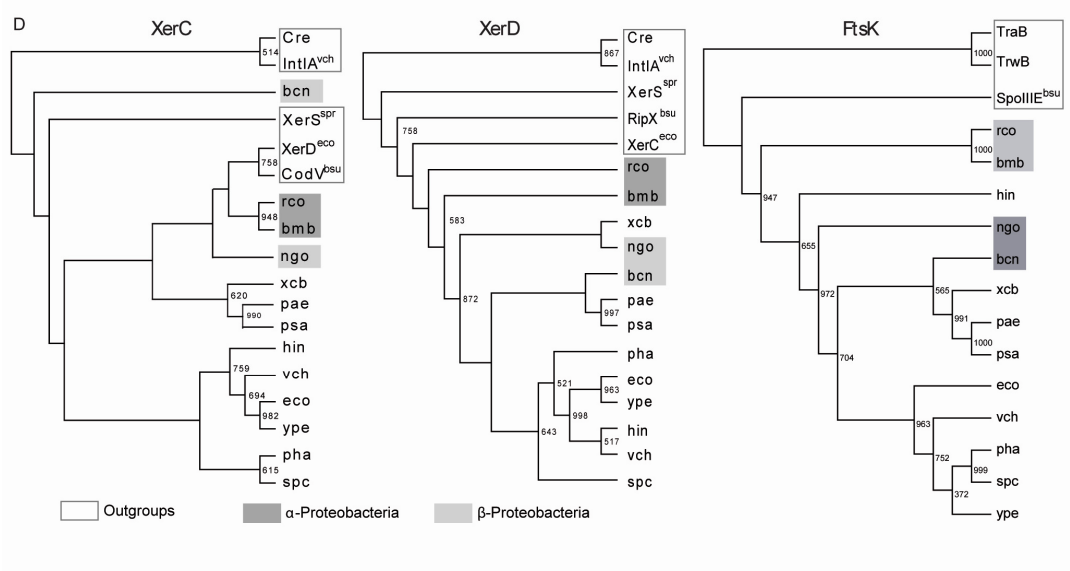 D
XerC
Cre
514
IntIA^vch
bcn
XerS^spr
XerD^eco
758
CodV^bsu
rco
948
bmb
ngo
xcb
620
pae
990
psa
hin
759
vch
694
eco
982
ype
pha
615
spc
XerD
Cre
867
IntIA^vch
XerS^spr
RipX^bsu
758
XerC^eco
rco
bmb
583
xcb
ngo
bcn
872
pae
997
psa
pha
521
eco
963
ype
998
hin
643
517
vch
spc
FtsK
TraB
1000
TrwB
SpoIIIE^bsu
rco
1000
bmb
947
hin
655
ngo
bcn
972
565
xcb
991
pae
1000
psa
704
eco
963
vch
752
pha
999
spc
372
ype
Outgroups
α-Proteobacteria
β-Proteobacteria